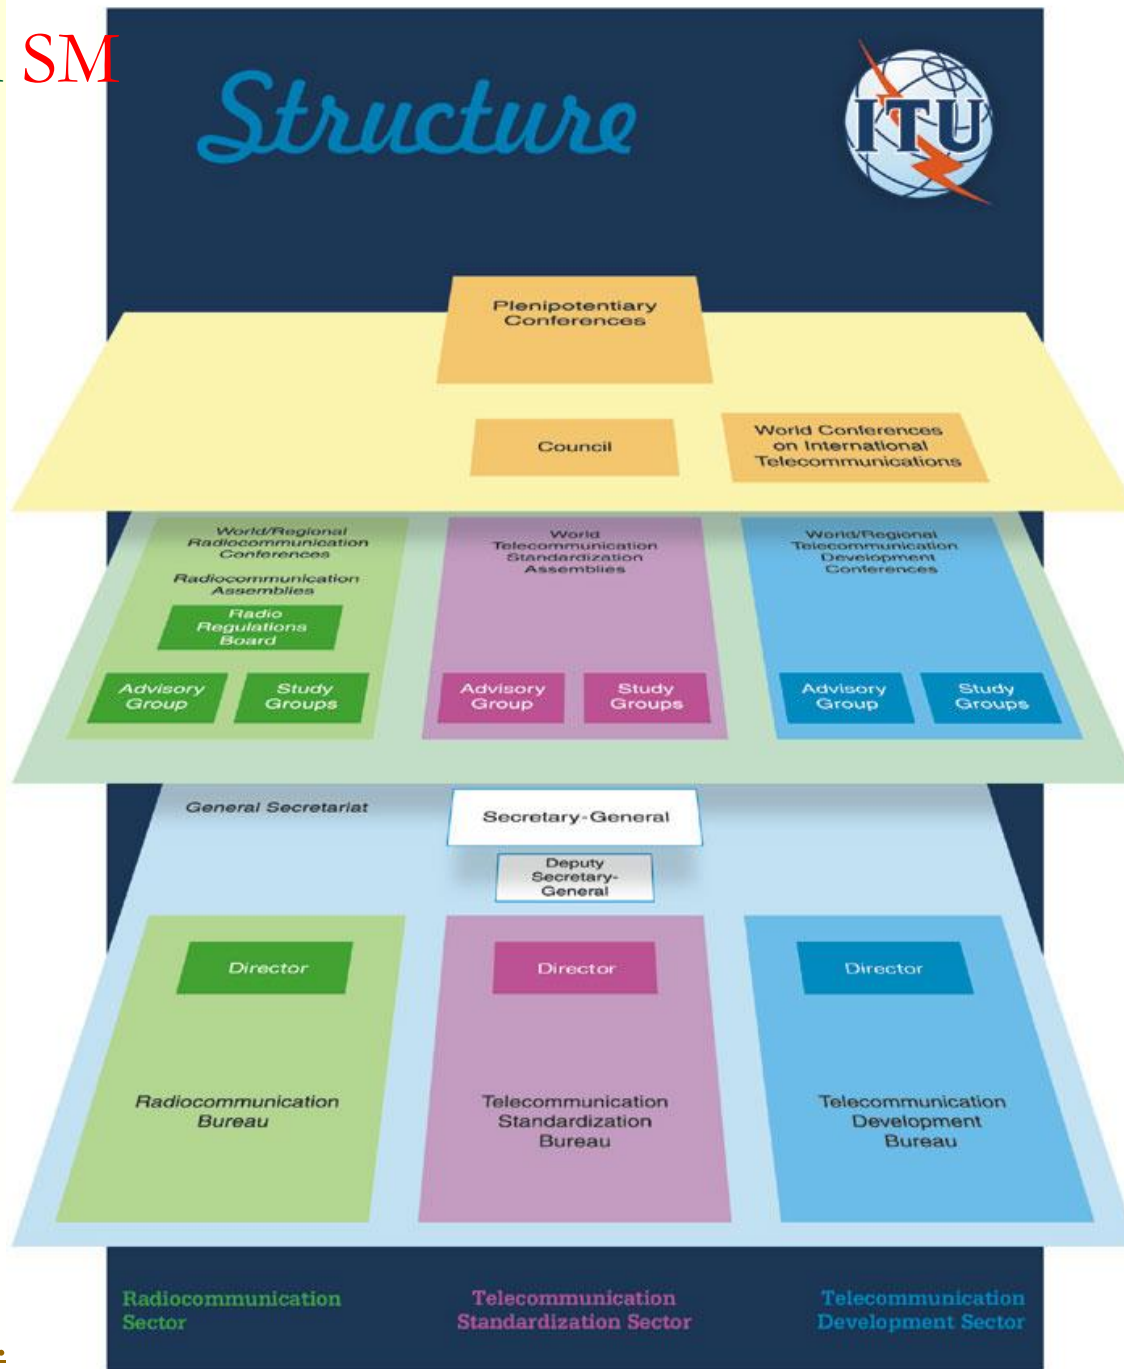 SM
Structure
ITU
Plenipotentiary
Conferences
Council
World Conferences
on International
Telecommunications
World/Regional
Radiocommunication
Conferences
Radiocommunication
Assemblies
Radio
Regulations
Board
Advisory
Group
Study
Groups
World
Telecommunication
Standardization
Assemblies
Advisory
Group
Study
Groups
World/Regional
Telecommunication
Development
Conferences
Advisory
Group
Study
Groups
General Secretariat
Secretary-General
Deputy
Secretary-
General
Director
Radiocommunication
Bureau
Director
Telecommunication
Standardization
Bureau
Director
Telecommunication
Development
Bureau
Radiocommunication
Sector
Telecommunication
Standardization Sector
Telecommunication
Development Sector